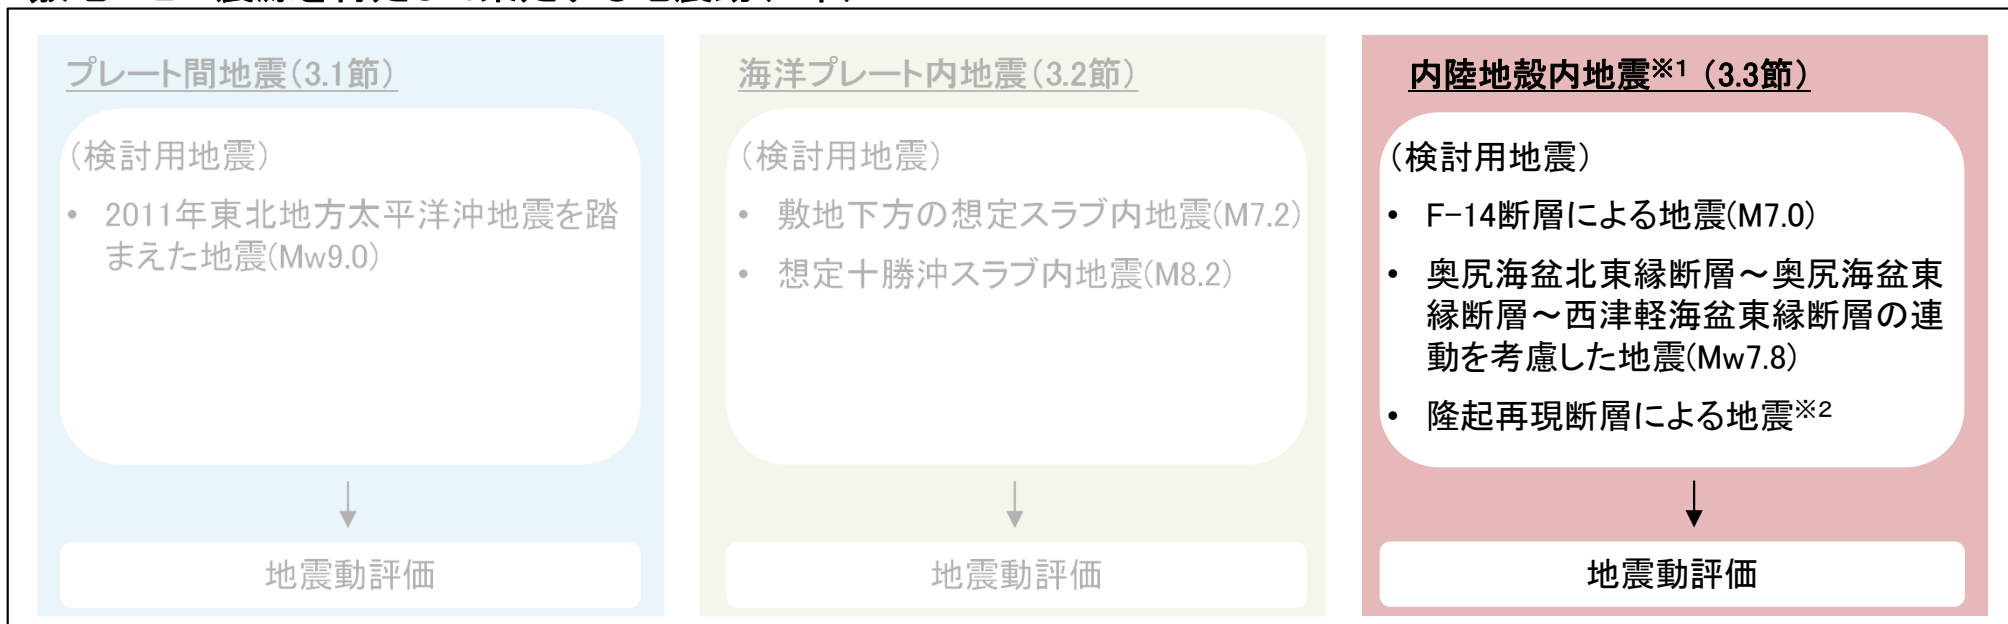 プレート間地震(3.1節)
(検討用地震)
• 2011年東北地方太平洋沖地震を踏
まえた地震(Mw9.0)
地震動評価
海洋プレート内地震(3.2節)
(検討用地震)
• 敷地下方の想定スラブ内地震(M7.2)
• 想定十勝沖スラブ内地震(M8.2)
地震動評価
内陸地殻内地震※1 (3.3節)
(検討用地震)
• F-14断層による地震(M7.0)
• 奥尻海盆北東縁断層～奥尻海盆東
縁断層～西津軽海盆東縁断層の連
動を考慮した地震(Mw7.8)
• 隆起再現断層による地震※2
地震動評価